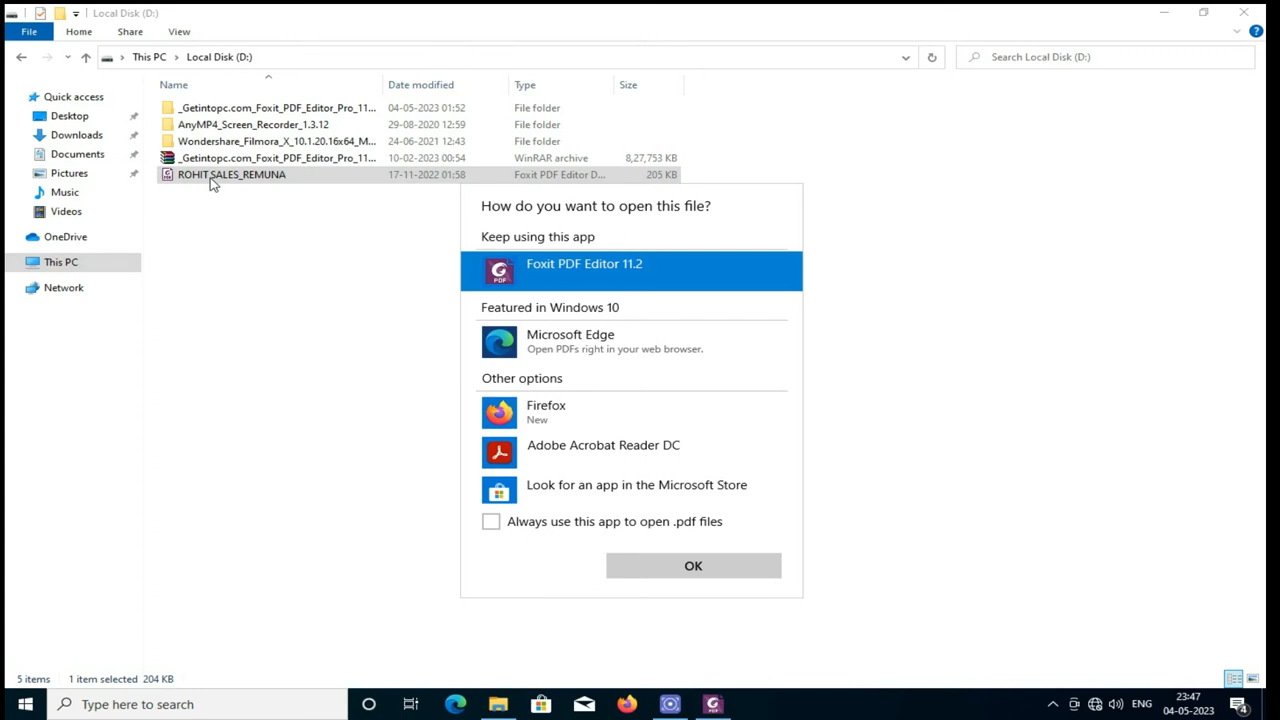 Local Disk (D:)
File Home Share View
This PC Local Disk (D:) Search Local Disk (D:)
Name Date modified Type Size
Quick access
Desktop
Downloads
Documents
Pictures
Music
Videos
OneDrive
This PC
Network
_Getintopc.com_Foxit_PDF_Editor_Pro_11... 04-05-2023 01:52 File folder
AnyMP4_Screen_Recorder_1.3.12 29-08-2020 12:59 File folder
Wondershare_Filmora_X_10.1.20.16x64_M... 24-06-2021 12:43 File folder
_Getintopc.com_Foxit_PDF_Editor_Pro_11... 10-02-2023 00:54 WinRAR archive 8,27,753 KB
ROHIT SALES_REMUNA 17-11-2022 01:58 Foxit PDF Editor D... 205 KB
How do you want to open this file?
Keep using this app
Foxit PDF Editor 11.2
Featured in Windows 10
Microsoft Edge
Open PDFs right in your web browser.
Other options
Firefox
New
Adobe Acrobat Reader DC
Look for an app in the Microsoft Store
Always use this app to open .pdf files
OK
5 items 1 item selected 204 KB
Type here to search
ENG
23:47
04-05-2023
4